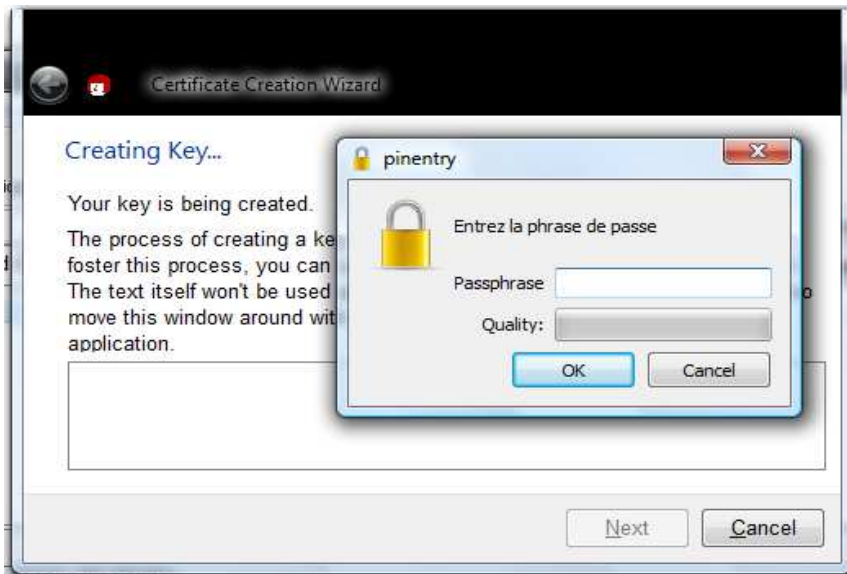 Certificate Creation Wizard
Creating Key...
Your key is being created.
The process of creating a ke
foster this process, you can
The text itself won't be used
move this window around wit
application.
pinentry
Entrez la phrase de passe
Passphrase
Quality:
OK Cancel
Next Cancel